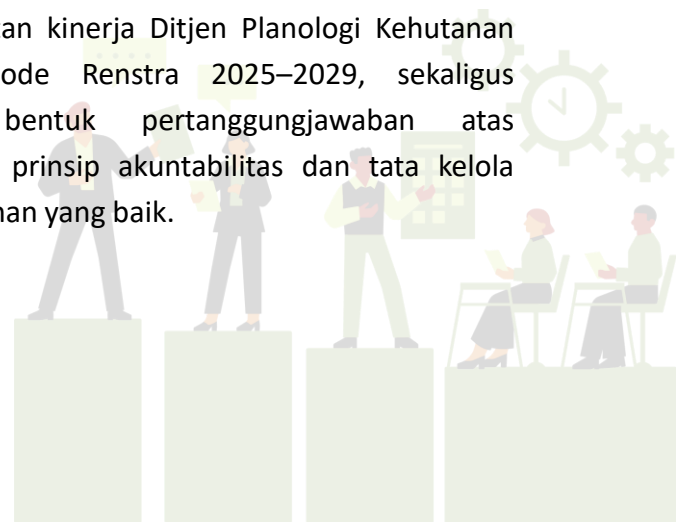 tan kinerja Ditjen Planologi Kehutanan
ode Renstra 2025–2029, sekaligus
bentuk pertanggungjawaban atas
prinsip akuntabilitas dan tata kelola
nan yang baik.